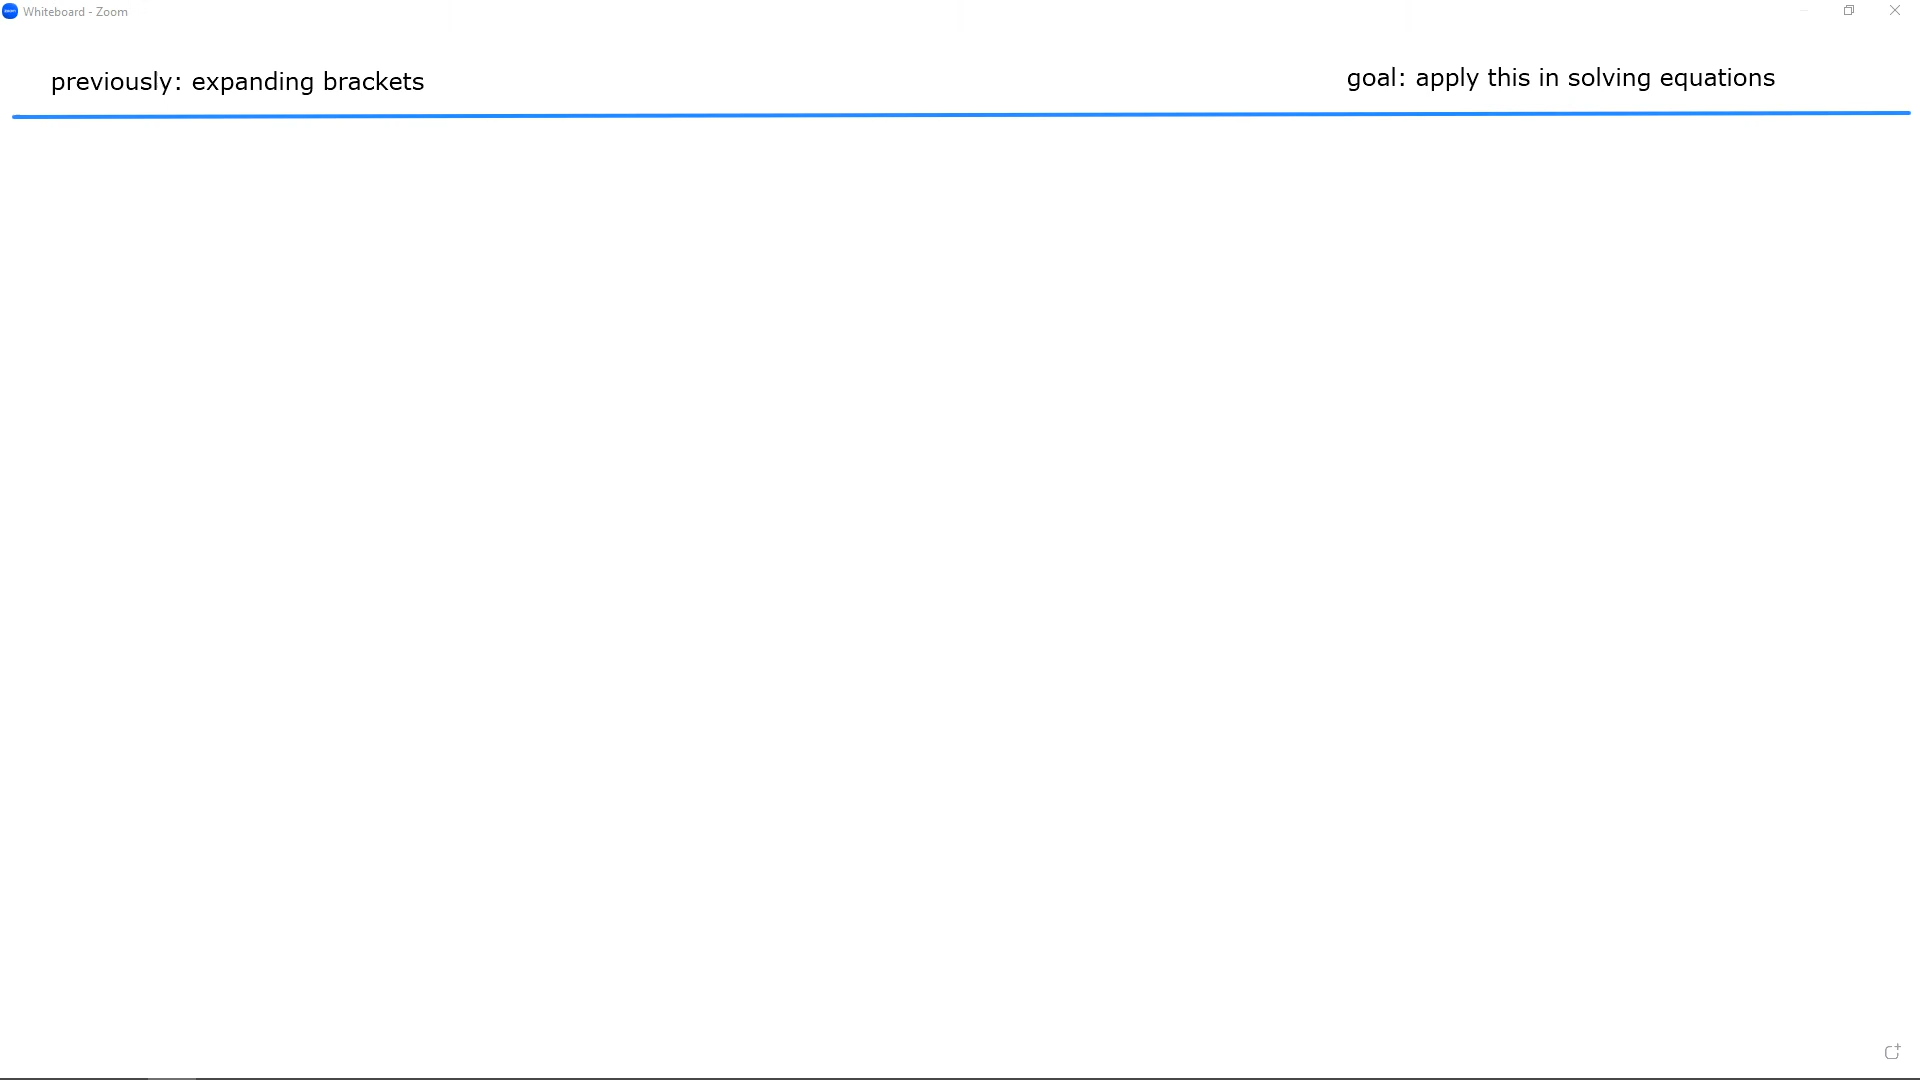 Whiteboard - Zoom
previously: expanding brackets
goal: apply this in solving equations